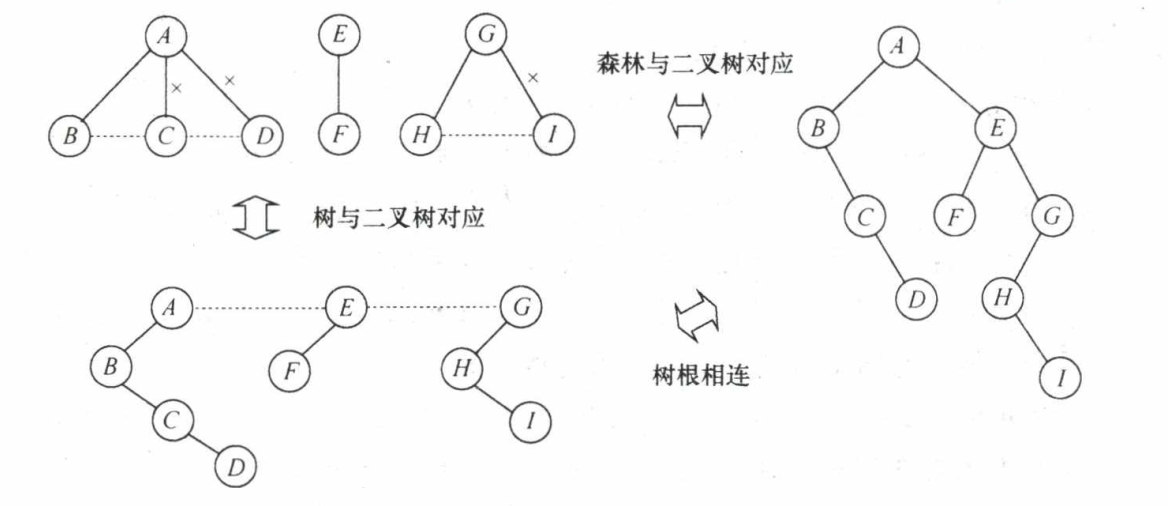 A E G
× × ×
B C D F H I
森林与二叉树对应
A
B E
C F G
D H
I
树与二叉树对应
A E G
B F H
C I
D
树根相连